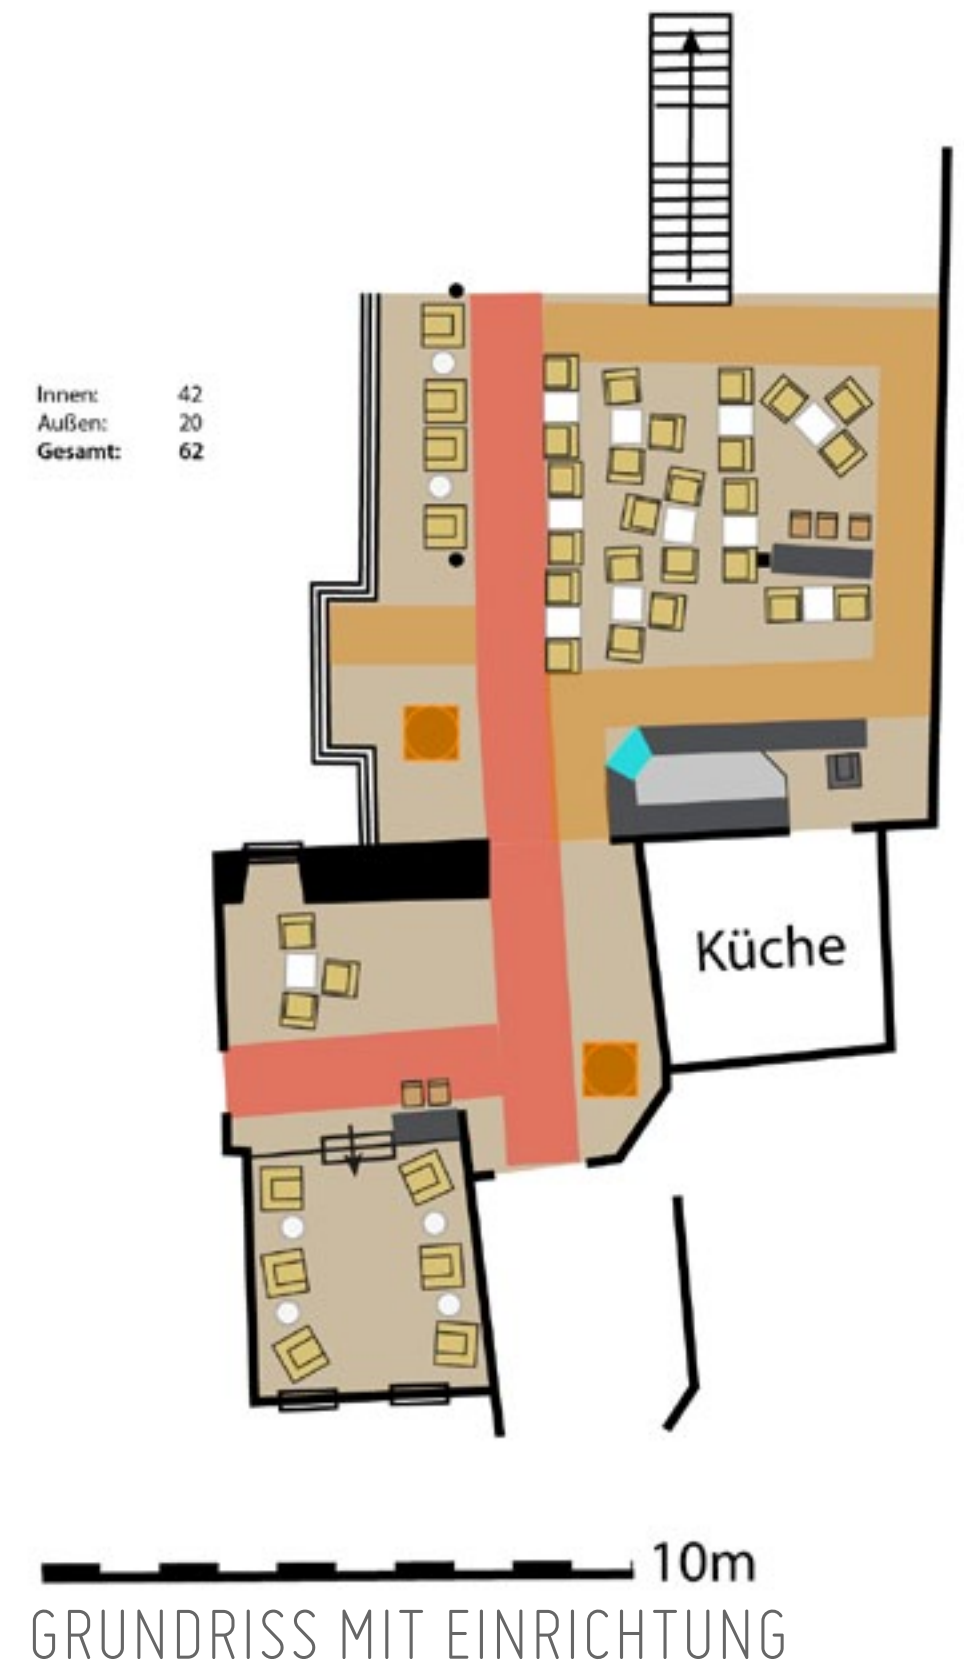 Innen: 42
Außen: 20
Gesamt: 62
Küche
10m
GRUNDRISS MIT EINRICHTUNG